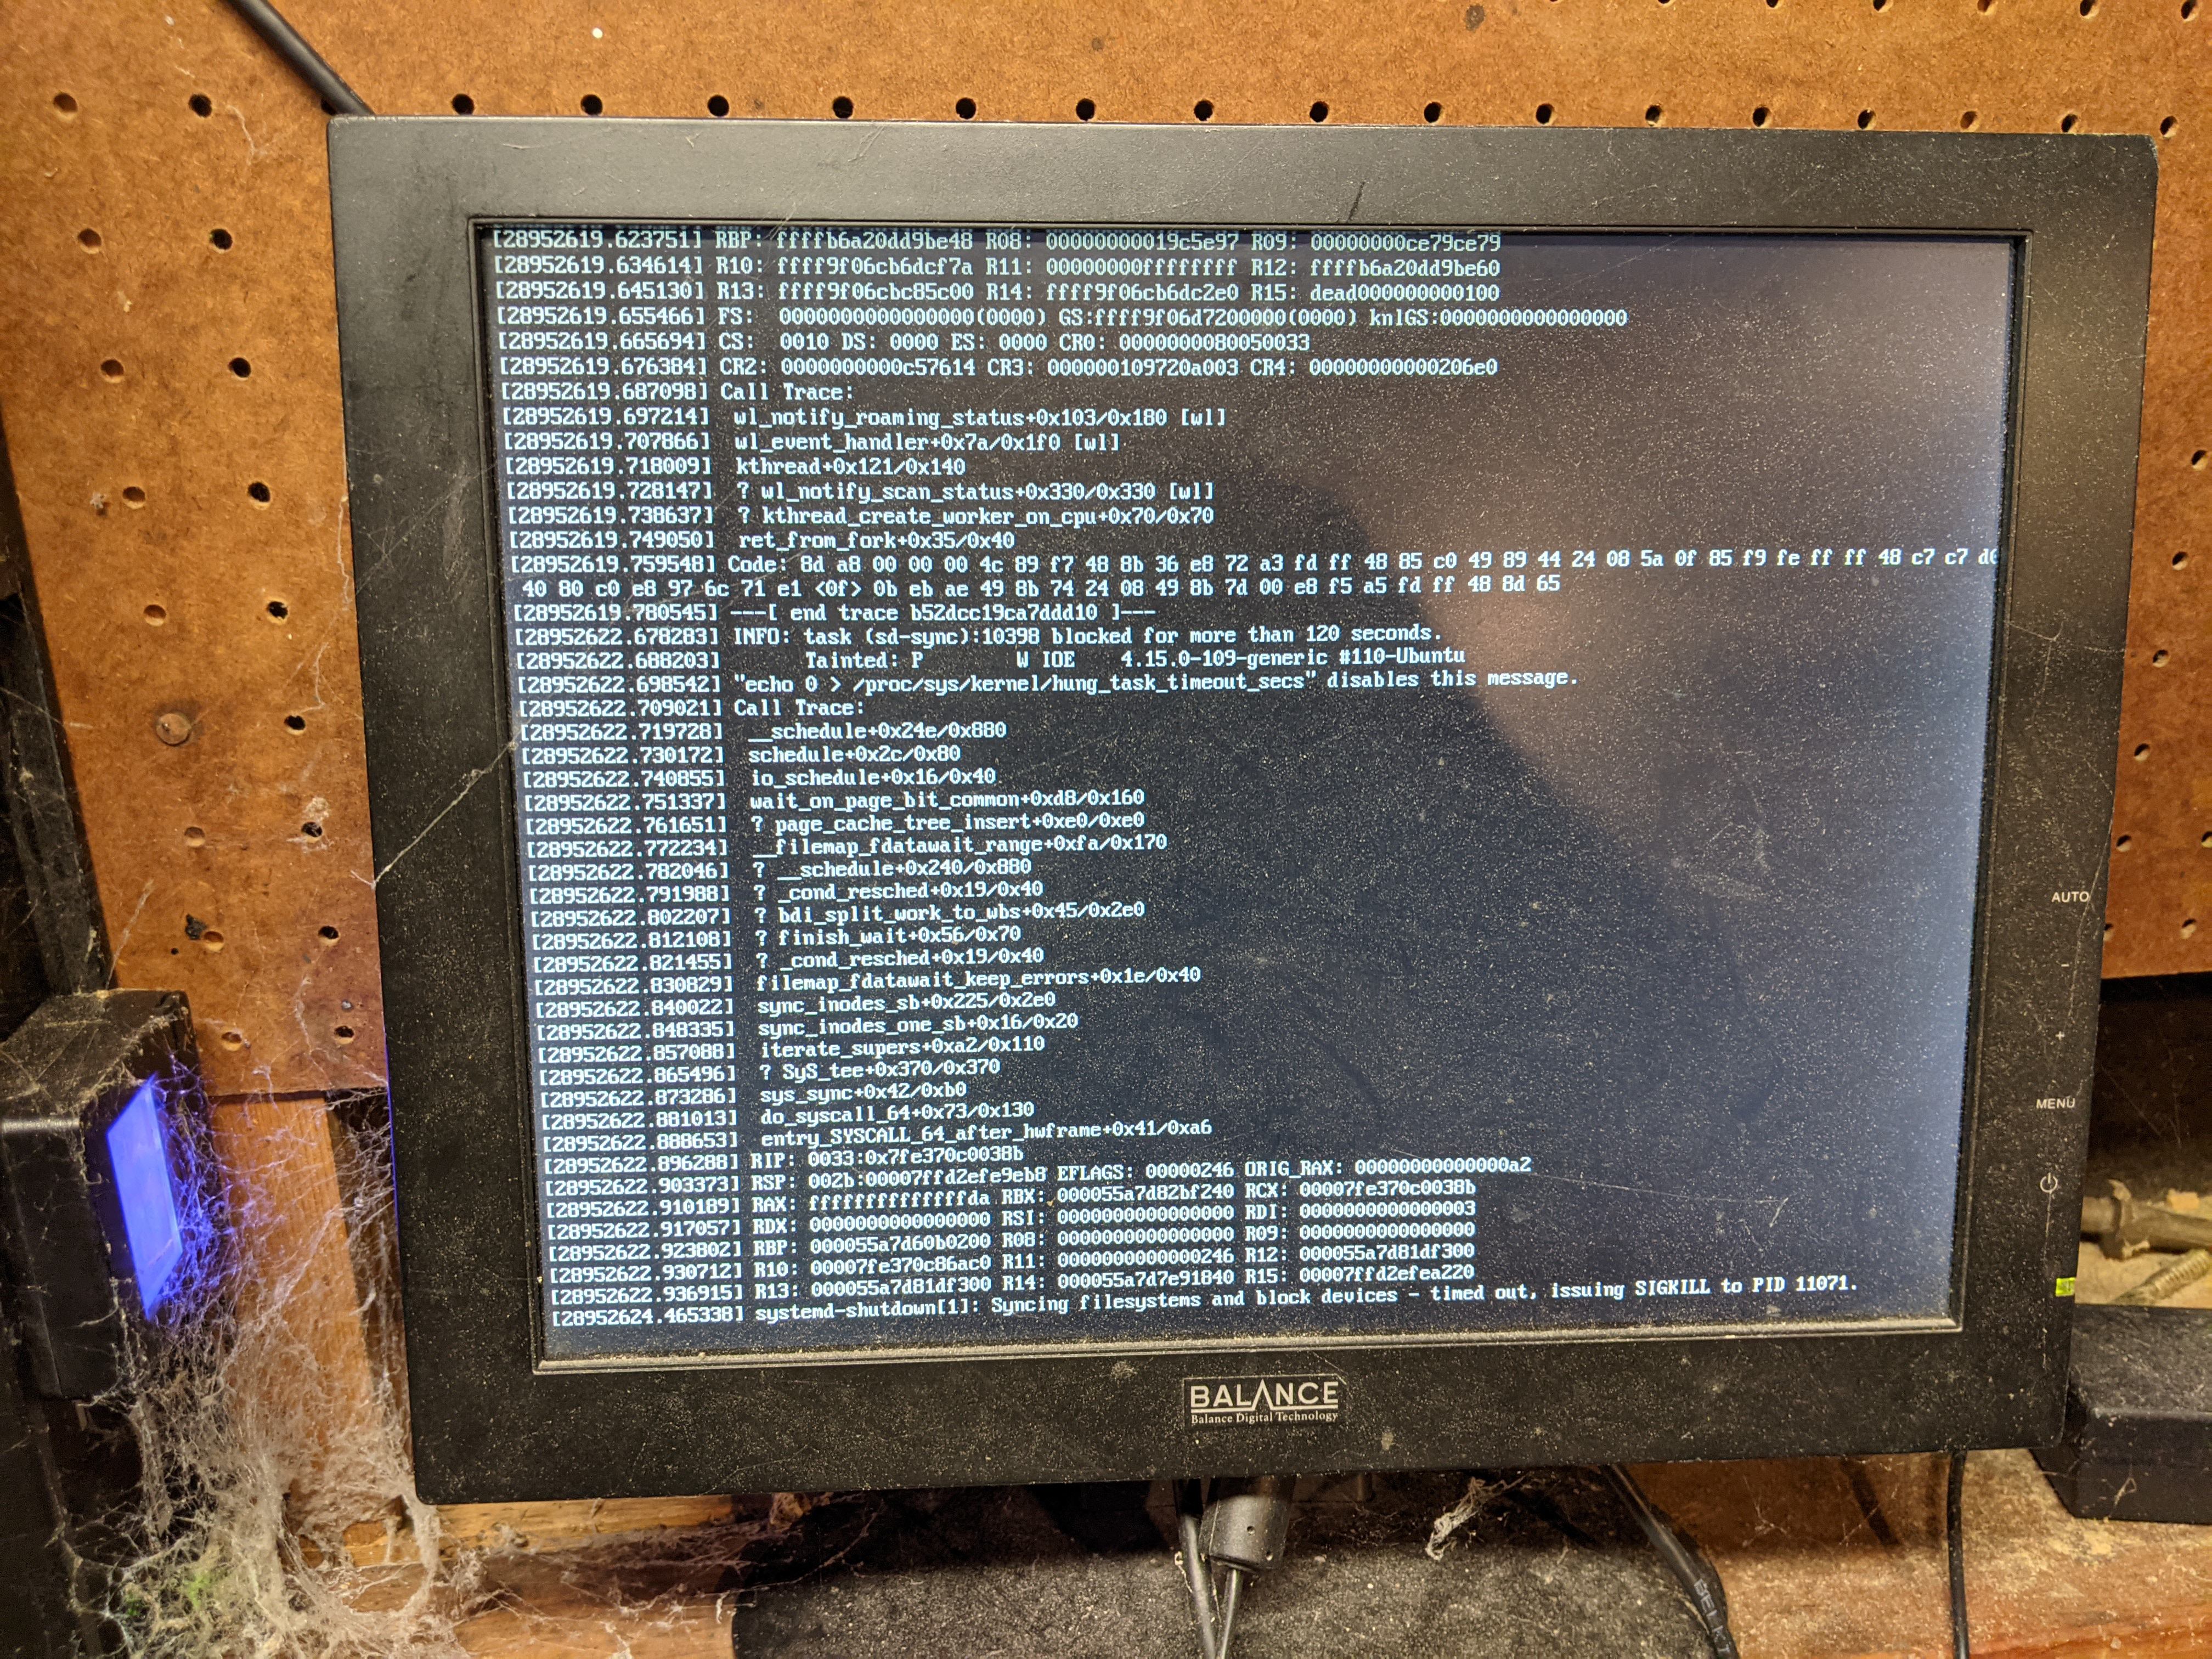 [28952619.623751] RBP: ffffb6a20dd9be48 R08: 00000000019c5e97 R09: 00000000ce79ce79
[28952619.634614] R10: ffff9f06cb6dcf7a R11: 00000000ffffffff R12: ffffb6a20dd9be60
[28952619.645130] R13: ffff9f06cbc85c00 R14: ffff9f06cb6dc2e0 R15: dead000000000100
[28952619.655466] FS:  0000000000000000(0000) GS:ffff9f06d7200000(0000) knlGS:0000000000000000
[28952619.665694] CS:  0010 DS: 0000 ES: 0000 CR0: 0000000080050033
[28952619.676384] CR2: 0000000000c57614 CR3: 000000109720a003 CR4: 00000000000206e0
[28952619.687098] Call Trace:
[28952619.697214]  wl_notify_roaming_status+0x103/0x180 [wl]
[28952619.707866]  wl_event_handler+0x7a/0x1f0 [wl]
[28952619.718009]  kthread+0x121/0x140
[28952619.728147]  ? wl_notify_scan_status+0x330/0x330 [wl]
[28952619.738637]  ? kthread_create_worker_on_cpu+0x70/0x70
[28952619.749050]  ret_from_fork+0x35/0x40
[28952619.759548] Code: 8d a8 00 00 00 4c 89 f7 48 8b 36 e8 72 a3 fd ff 48 85 c0 49 89 44 24 08 5a 0f 85 f9 fe ff ff 48 c7 c7 d0
40 80 c0 e8 97 6c 71 e1 <0f> 0b eb ae 49 8b 74 24 08 49 8b 7d 00 e8 f5 a5 fd ff 48 8d 65
[28952619.780545] ---[ end trace b52dcc19ca7ddd10 ]---
[28952622.678283] INFO: task (sd-sync):10398 blocked for more than 120 seconds.
[28952622.688203]       Tainted: P        W IOE    4.15.0-109-generic #110-Ubuntu
[28952622.698542] "echo 0 > /proc/sys/kernel/hung_task_timeout_secs" disables this message.
[28952622.709021] Call Trace:
[28952622.719728]  __schedule+0x24e/0x880
[28952622.730172]  schedule+0x2c/0x80
[28952622.740855]  io_schedule+0x16/0x40
[28952622.751337]  wait_on_page_bit_common+0xd8/0x160
[28952622.761651]  ? page_cache_tree_insert+0xe0/0xe0
[28952622.772234]  __filemap_fdatawait_range+0xfa/0x170
[28952622.782046]  ? __schedule+0x240/0x880
[28952622.791988]  ? _cond_resched+0x19/0x40
[28952622.802207]  ? bdi_split_work_to_wbs+0x45/0x2e0
[28952622.812108]  ? finish_wait+0x56/0x70
[28952622.821455]  ? _cond_resched+0x19/0x40
[28952622.830829]  filemap_fdatawait_keep_errors+0x1e/0x40
[28952622.840022]  sync_inodes_sb+0x225/0x2e0
[28952622.848335]  sync_inodes_one_sb+0x16/0x20
[28952622.857088]  iterate_supers+0xa2/0x110
[28952622.865496]  ? SyS_tee+0x370/0x370
[28952622.873286]  sys_sync+0x42/0xb0
[28952622.881013]  do_syscall_64+0x73/0x130
[28952622.888653]  entry_SYSCALL_64_after_hwframe+0x41/0xa6
[28952622.896288] RIP: 0033:0x7fe370c0038b
[28952622.903373] RSP: 002b:00007ffd2efe9eb8 EFLAGS: 00000246 ORIG_RAX: 00000000000000a2
[28952622.910189] RAX: ffffffffffffffda RBX: 000055a7d82bf240 RCX: 00007fe370c0038b
[28952622.917057] RDX: 0000000000000000 RSI: 0000000000000000 RDI: 0000000000000003
[28952622.923802] RBP: 000055a7d60b0200 R08: 0000000000000000 R09: 0000000000000000
[28952622.930712] R10: 00007fe370c86ac0 R11: 0000000000000246 R12: 000055a7d81df300
[28952622.936915] R13: 000055a7d81df300 R14: 000055a7d7e91840 R15: 00007ffd2efea220
[28952624.465338] systemd-shutdown[1]: Syncing filesystems and block devices - timed out, issuing SIGKILL to PID 11071.
AUTO
-
+
MENU
BALANCE
Balance Digital Technology